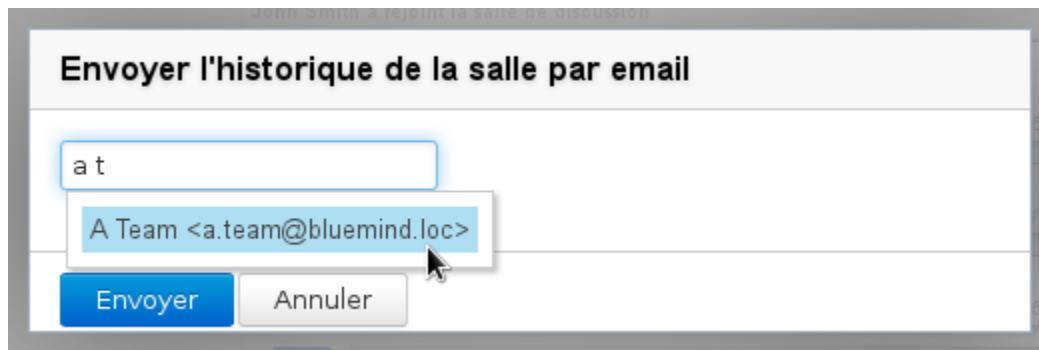 John Smith a rejoint la salle de discussion
Envoyer l'historique de la salle par email
a t
A Team <a.team@bluemind.loc>
Envoyer
Annuler